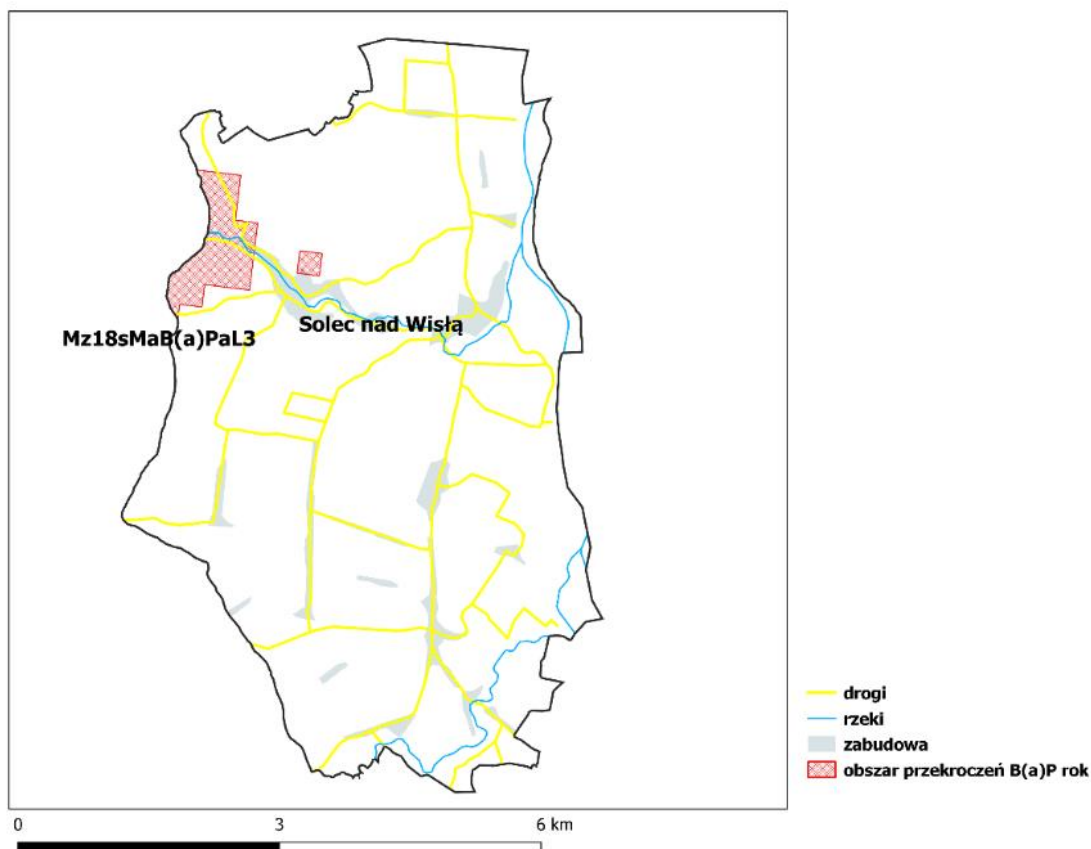 Solec nad Wisłą
Mz18sMaB(a)PaL3
drogi
rzeki
zabudowa
obszar przekroczeń B(a)P rok
0 3 6 km